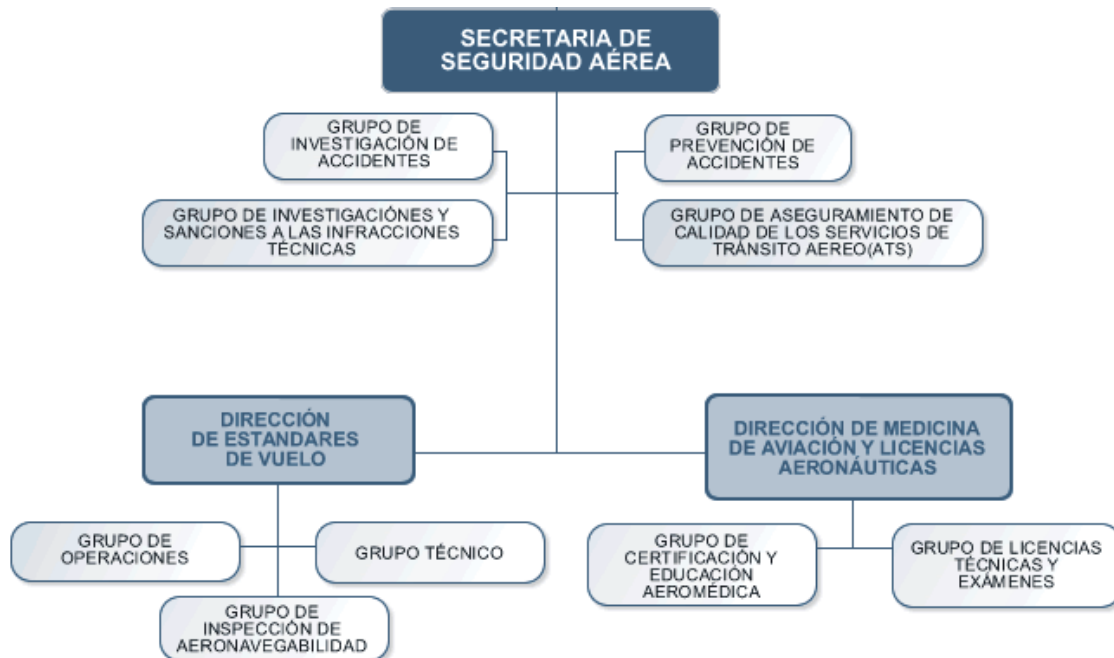 SECRETARIA DE
SEGURIDAD AÉREA
GRUPO DE
INVESTIGACIÓN DE
ACCIDENTES
GRUPO DE
PREVENCIÓN DE
ACCIDENTES
GRUPO DE INVESTIGACIÓNES Y
SANCIONES A LAS INFRACCIONES
TÉCNICAS
GRUPO DE ASEGURAMIENTO DE
CALIDAD DE LOS SERVICIOS DE
TRÁNSITO AEREO(ATS)
DIRECCIÓN
DE ESTANDARES
DE VUELO
DIRECCIÓN DE MEDICINA
DE AVIACIÓN Y LICENCIAS
AERONÁUTICAS
GRUPO DE
OPERACIONES
GRUPO TÉCNICO
GRUPO DE
INSPECCIÓN DE
AERONAVEGABILIDAD
GRUPO DE
CERTIFICACIÓN Y
EDUCACIÓN
AEROMÉDICA
GRUPO DE LICENCIAS
TÉCNICAS Y
EXÁMENES